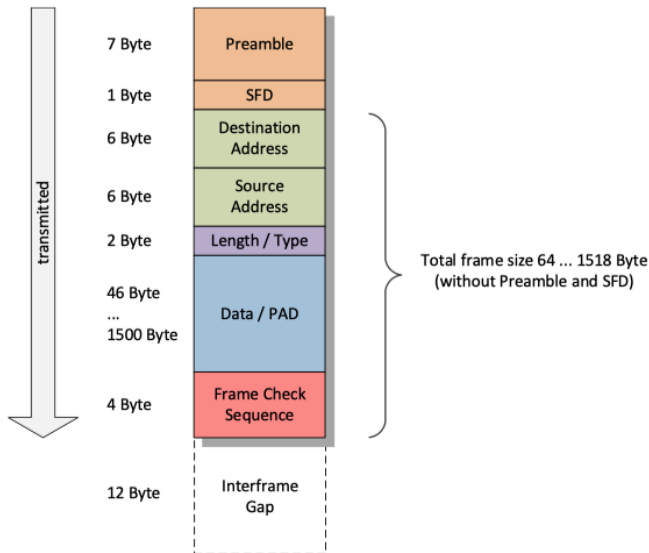 transmitted
7 Byte
Preamble
1 Byte
SFD
6 Byte
Destination
Address
6 Byte
Source
Address
2 Byte
Length / Type
46 Byte
...
1500 Byte
Data / PAD
4 Byte
Frame Check
Sequence
12 Byte
Interframe
Gap
Total frame size 64 ... 1518 Byte
(without Preamble and SFD)